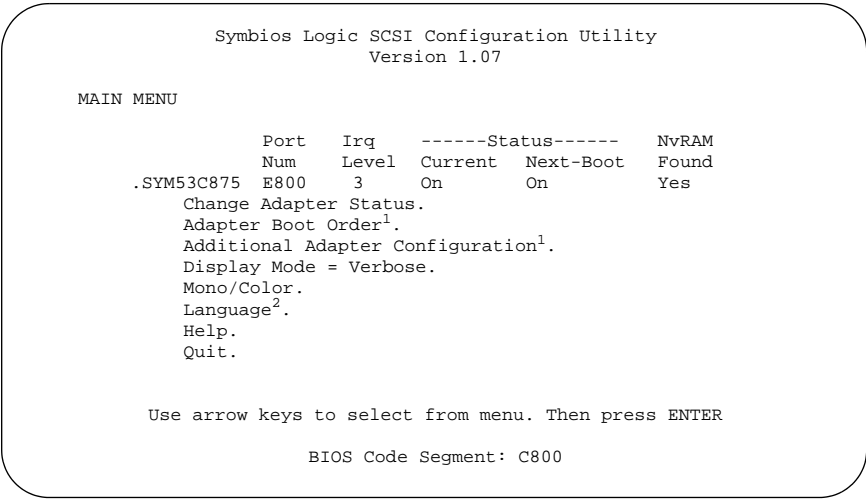 Symbios Logic SCSI Configuration Utility
Version 1.07
MAIN MENU
Port Irq ------Status------ NvRAM
Num Level Current Next-Boot Found
.SYM53C875 E800 3 On On Yes
Change Adapter Status.
Adapter Boot Order1.
Additional Adapter Configuration1.
Display Mode = Verbose.
Mono/Color.
Language2.
Help.
Quit.
Use arrow keys to select from menu. Then press ENTER
BIOS Code Segment: C800